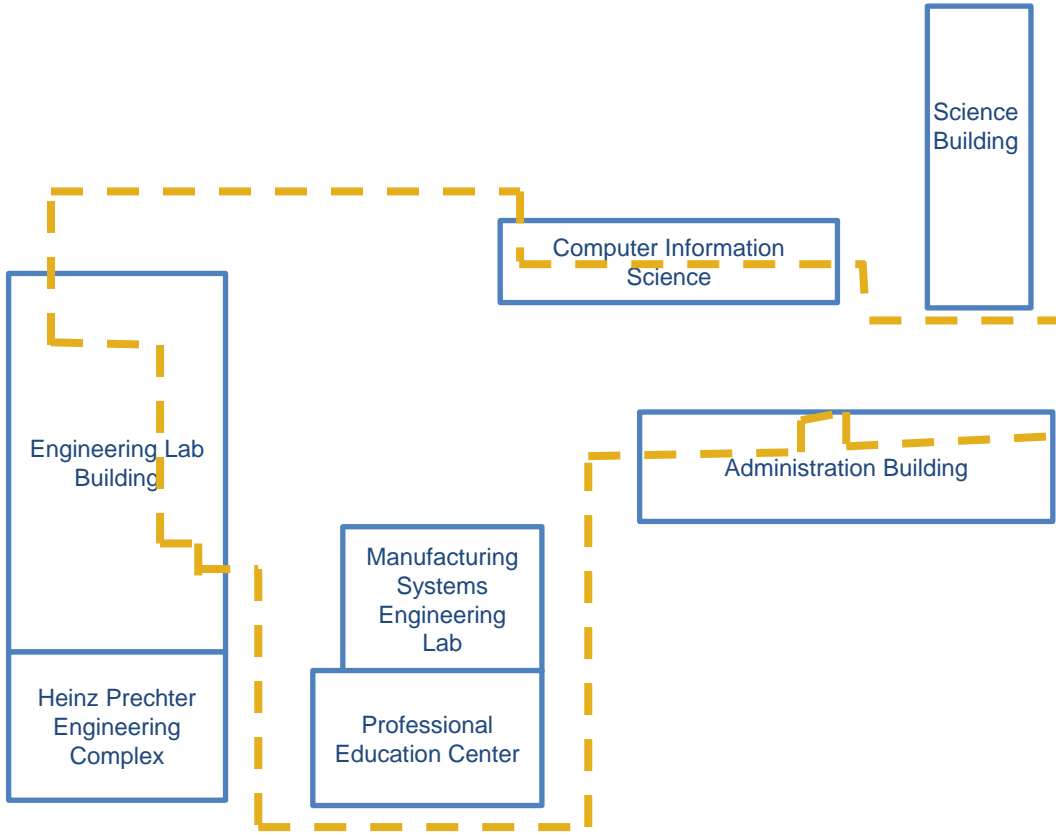 Science
Building
Computer Information
Science
Engineering Lab
Building
Administration Building
Manufacturing
Systems
Engineering
Lab
Heinz Prechter
Engineering
Complex
Professional
Education Center